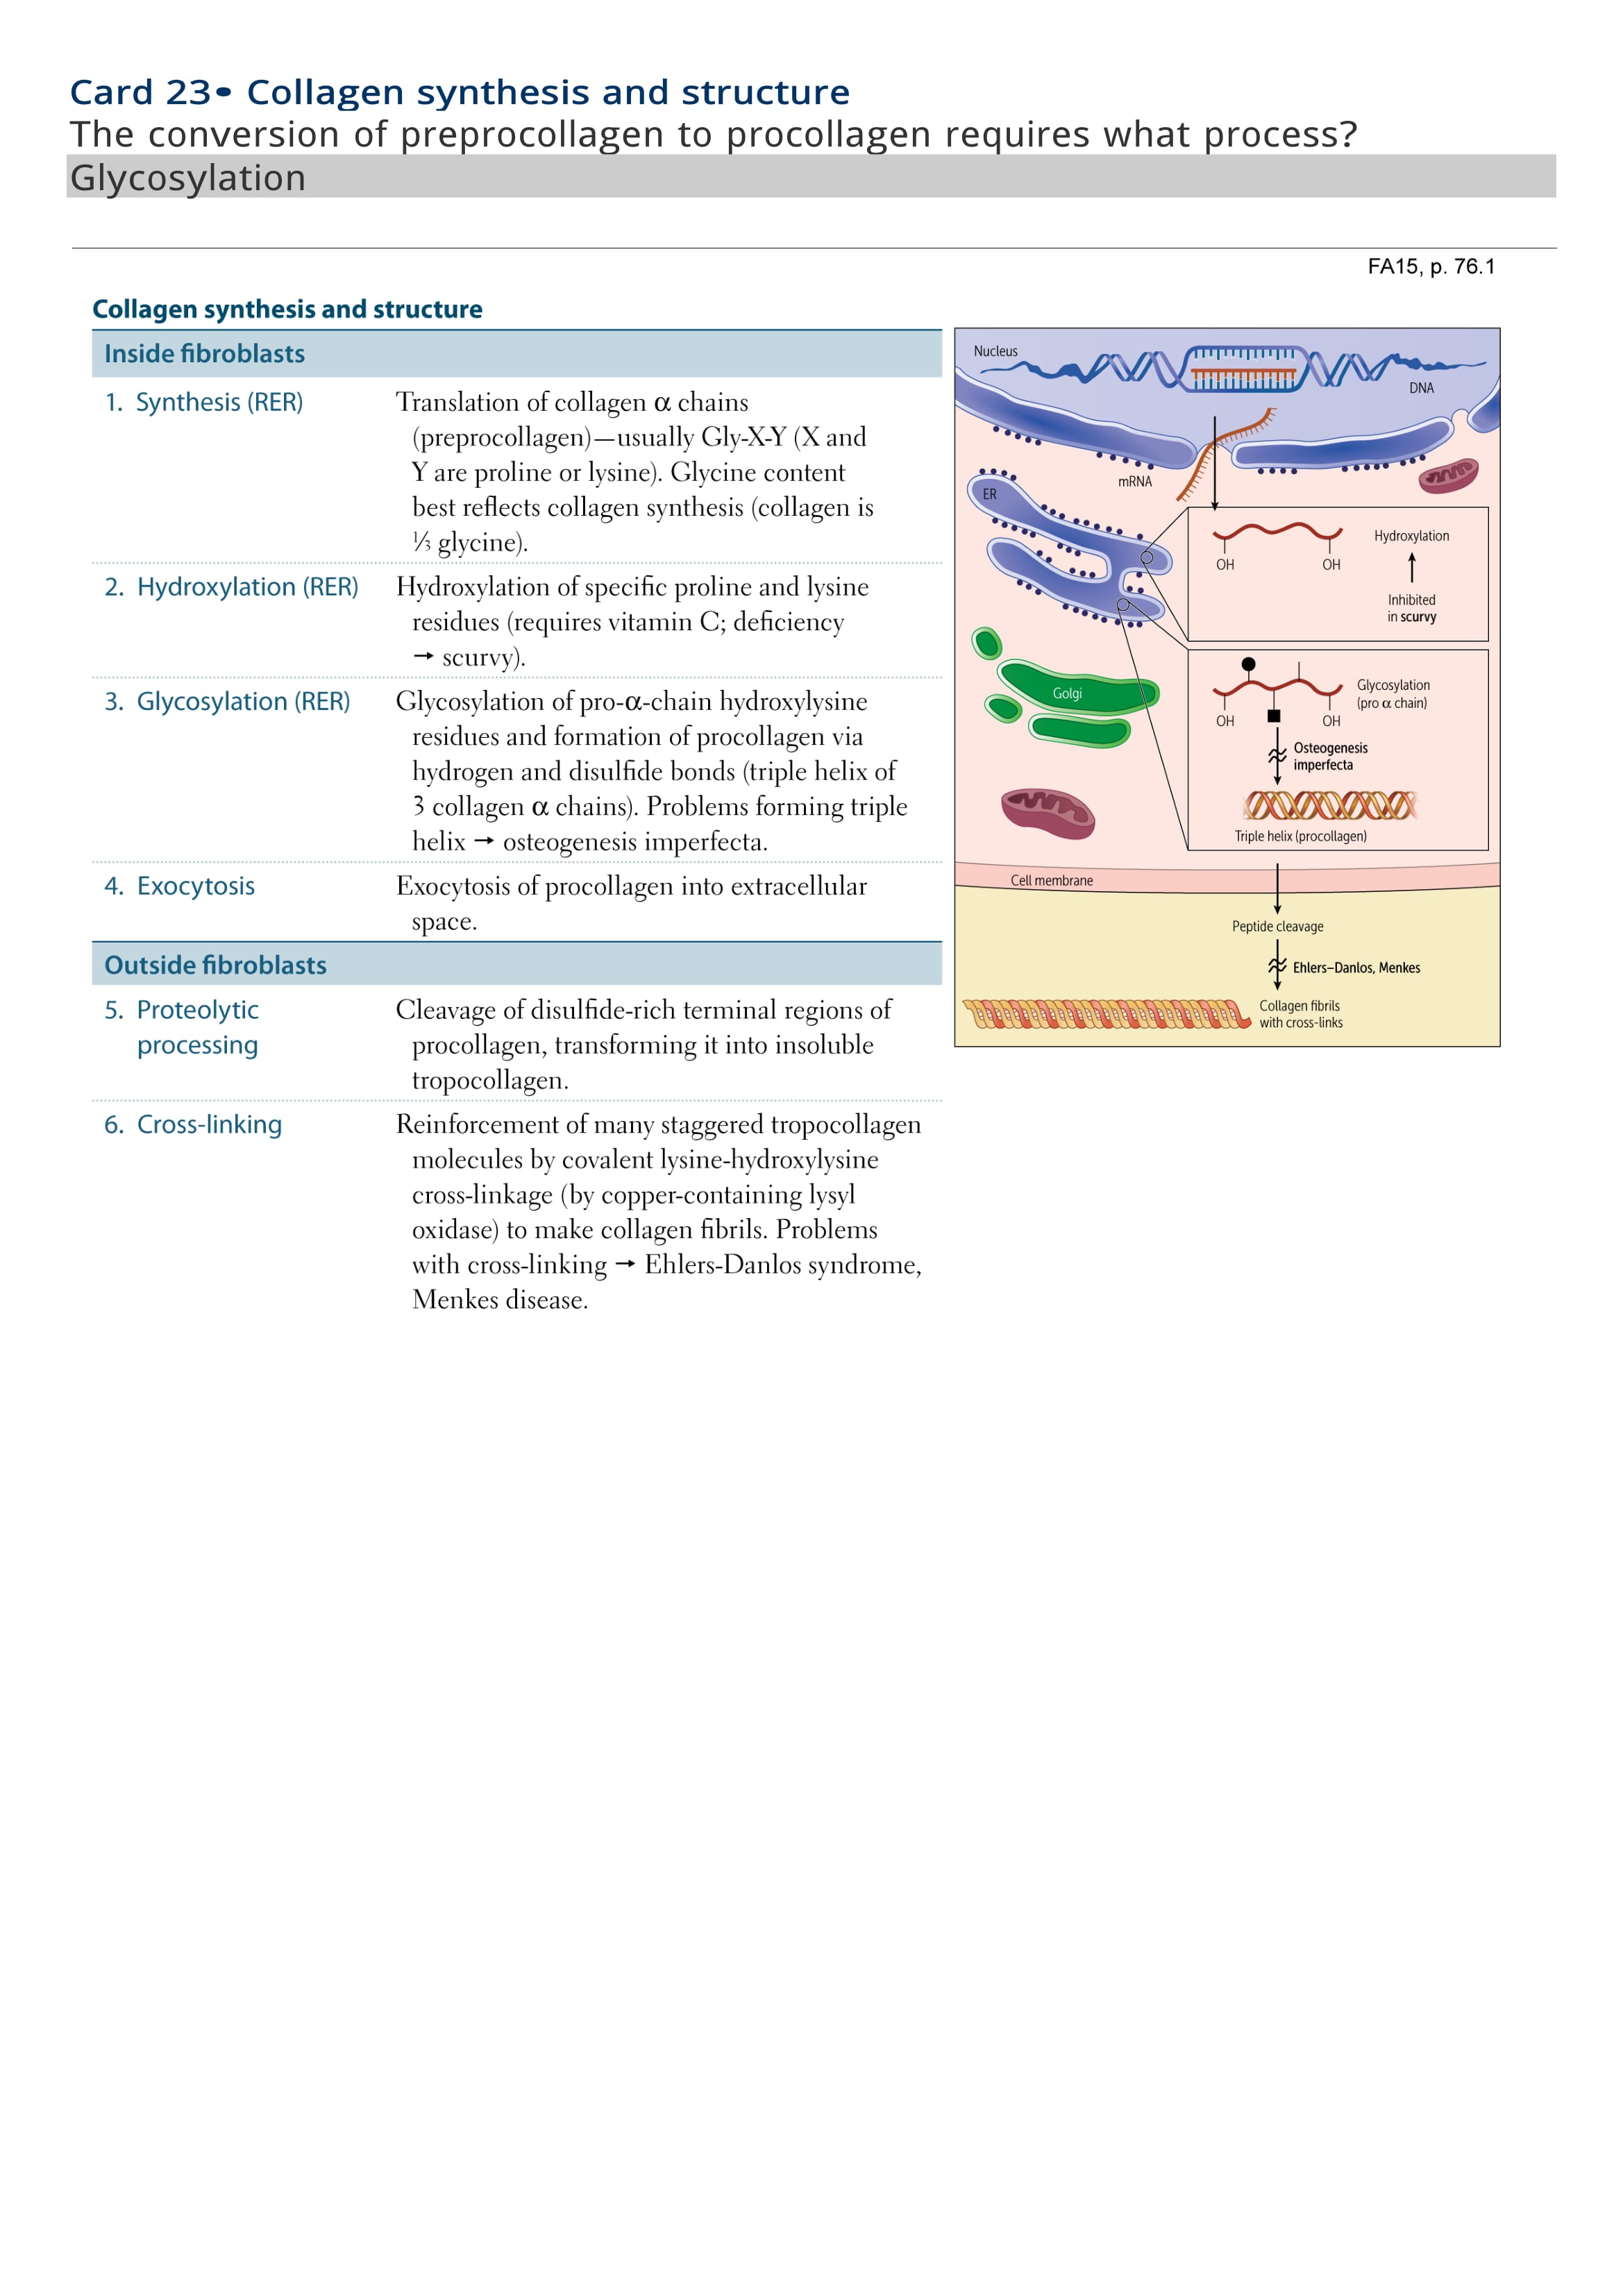 Card 23• Collagen synthesis and structure
The conversion of preprocollagen to procollagen requires what process?
Glycosylation
FA15, p. 76.1
Collagen synthesis and structure
Inside fibroblasts
1. Synthesis (RER)
Translation of collagen α chains
(preprocollagen)—usually Gly-X-Y (X and
Y are proline or lysine). Glycine content
best reflects collagen synthesis (collagen is
⅓ glycine).
2. Hydroxylation (RER)
Hydroxylation of specific proline and lysine
residues (requires vitamin C; deficiency
→ scurvy).
3. Glycosylation (RER)
Glycosylation of pro-α-chain hydroxylysine
residues and formation of procollagen via
hydrogen and disulfide bonds (triple helix of
3 collagen α chains). Problems forming triple
helix → osteogenesis imperfecta.
4. Exocytosis
Exocytosis of procollagen into extracellular
space.
Outside fibroblasts
5. Proteolytic
processing
Cleavage of disulfide-rich terminal regions of
procollagen, transforming it into insoluble
tropocollagen.
6. Cross-linking
Reinforcement of many staggered tropocollagen
molecules by covalent lysine-hydroxylysine
cross-linkage (by copper-containing lysyl
oxidase) to make collagen fibrils. Problems
with cross-linking → Ehlers-Danlos syndrome,
Menkes disease.
Nucleus
DNA
mRNA
ER
OH
OH
Hydroxylation
Inhibited
in scurvy
Golgi
Glycosylation
(pro α chain)
OH
OH
Osteogenesis
imperfecta
Triple helix (procollagen)
Cell membrane
Peptide cleavage
Ehlers–Danlos, Menkes
Collagen fibrils
with cross-links